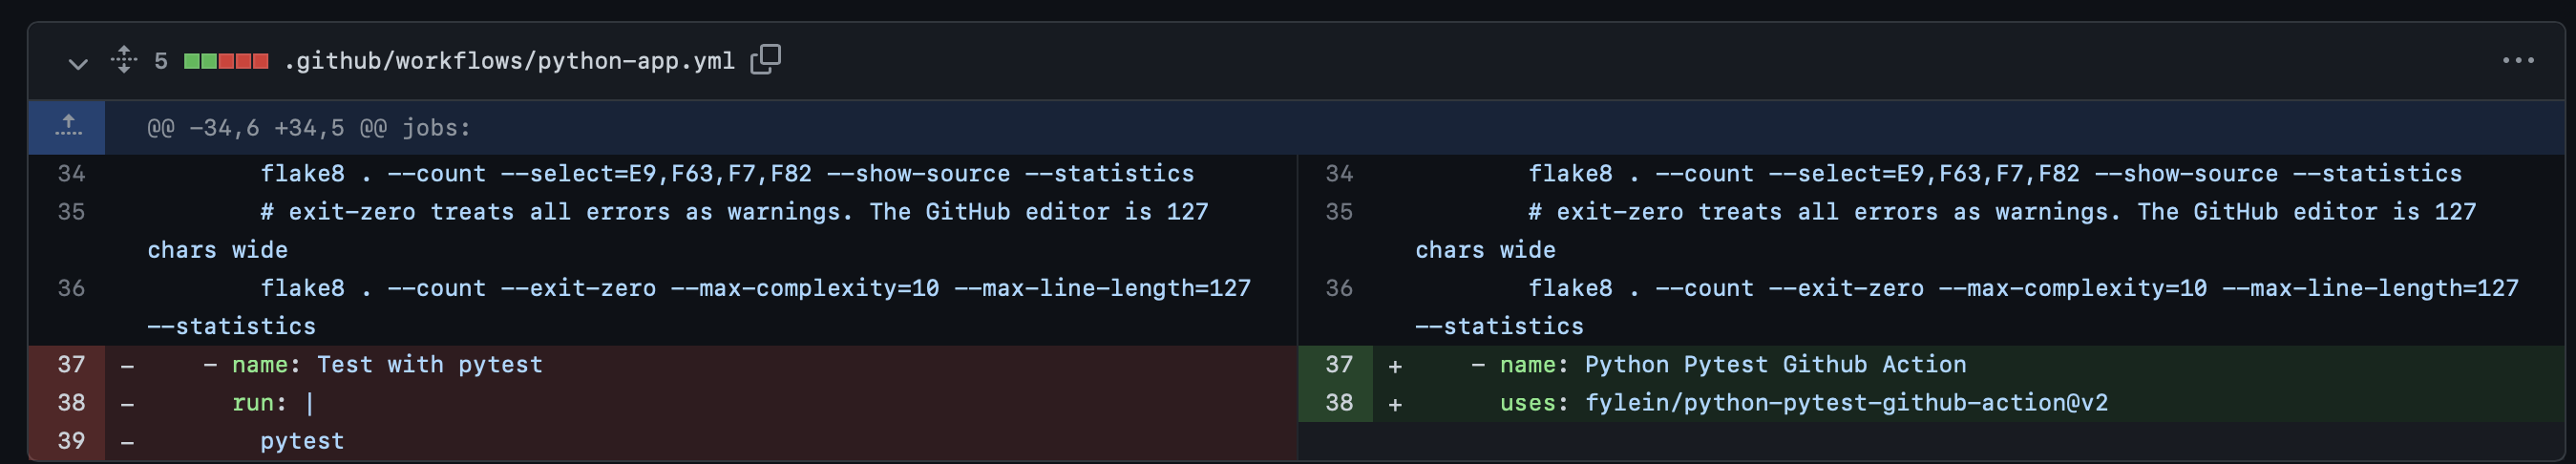 5 .github/workflows/python-app.yml
@@ -34,6 +34,5 @@ jobs:
34 flake8 . --count --select=E9,F63,F7,F82 --show-source --statistics
35 # exit-zero treats all errors as warnings. The GitHub editor is 127
chars wide
36 flake8 . --count --exit-zero --max-complexity=10 --max-line-length=127
--statistics
37 - - name: Test with pytest
38 - run: |
39 - pytest
34 flake8 . --count --select=E9,F63,F7,F82 --show-source --statistics
35 # exit-zero treats all errors as warnings. The GitHub editor is 127
chars wide
36 flake8 . --count --exit-zero --max-complexity=10 --max-line-length=127
--statistics
37 + - name: Python Pytest Github Action
38 + uses: fylein/python-pytest-github-action@v2